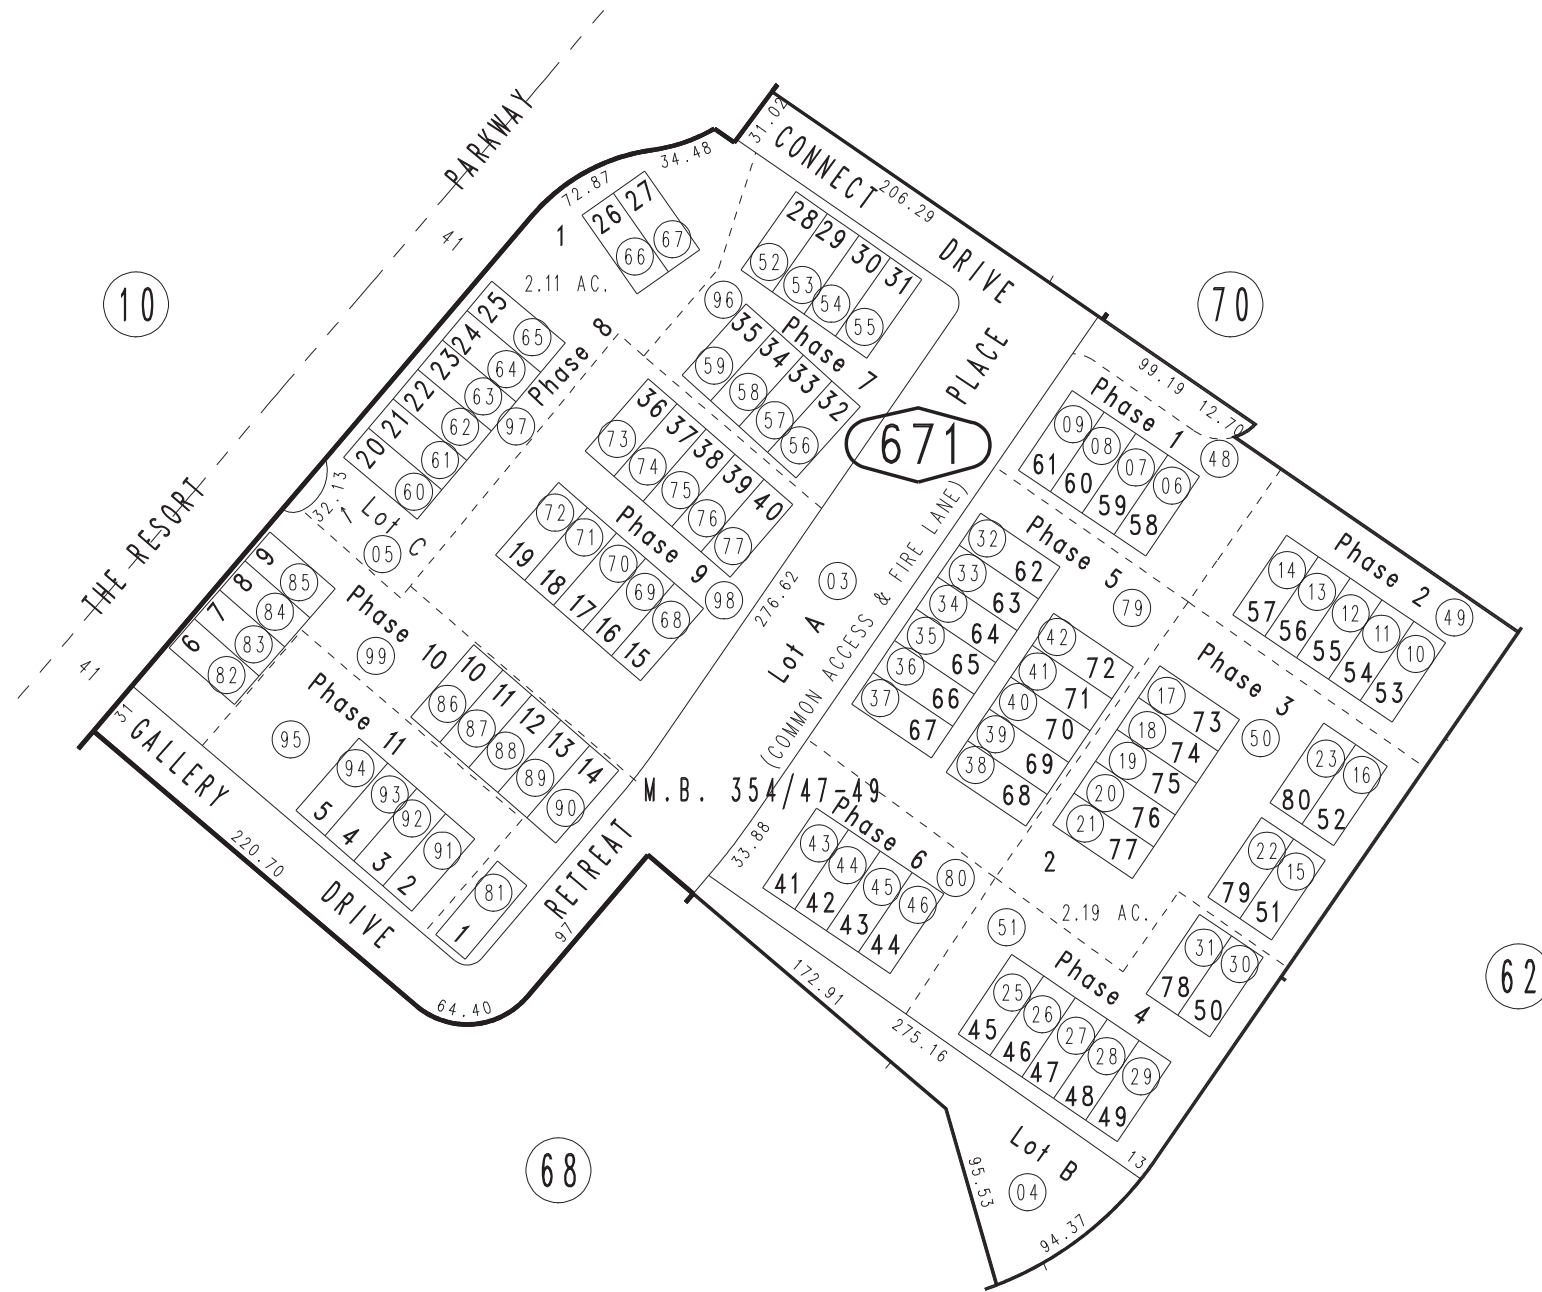 THE RESORT PARKWAY
41
41
10
70
62
68
671
CONNECT DRIVE
31.02
206.29
99.19
12.70
34.48
72.87
1
2.11 AC.
26 27
66 67
28 29 30 31
52 53 54 55
96
Phase 7
35 34 33 32
59 58 57 56
Phase 8
25 24 23 22 21 20
65 64 63 62 61 60
97
132.13
Lot C
05
36 37 38 39 40
73 74 75 76 77
Phase 9
98
72 71 70 69 68
19 18 17 16 15
276.62
9 8 7 6
85 84 83 82
Phase 10
99
10 11 12 13 14
86 87 88 89 90
Phase 11
95
94 93 92 91
5 4 3 2
81
1
31
GALLERY DRIVE
220.70
64.40
97
RETREAT PLACE
Lot A
03
(COMMON ACCESS & FIRE LANE)
M.B. 354/47-49
33.88
Phase 1
48
09 08 07 06
61 60 59 58
Phase 2
49
14 13 12 11 10
57 56 55 54 53
Phase 5
79
32 33 34 35 36 37
62 63 64 65 66 67
42 41 40 39 38
72 71 70 69 68
Phase 3
50
17 18 19 20 21
73 74 75 76 77
23 16
80 52
22 15
79 51
2
2.19 AC.
Phase 6
80
43 44 45 46
41 42 43 44
51
Phase 4
31 30
78 50
25 26 27 28 29
45 46 47 48 49
172.91
275.16
13
Lot B
04
95.53
94.37